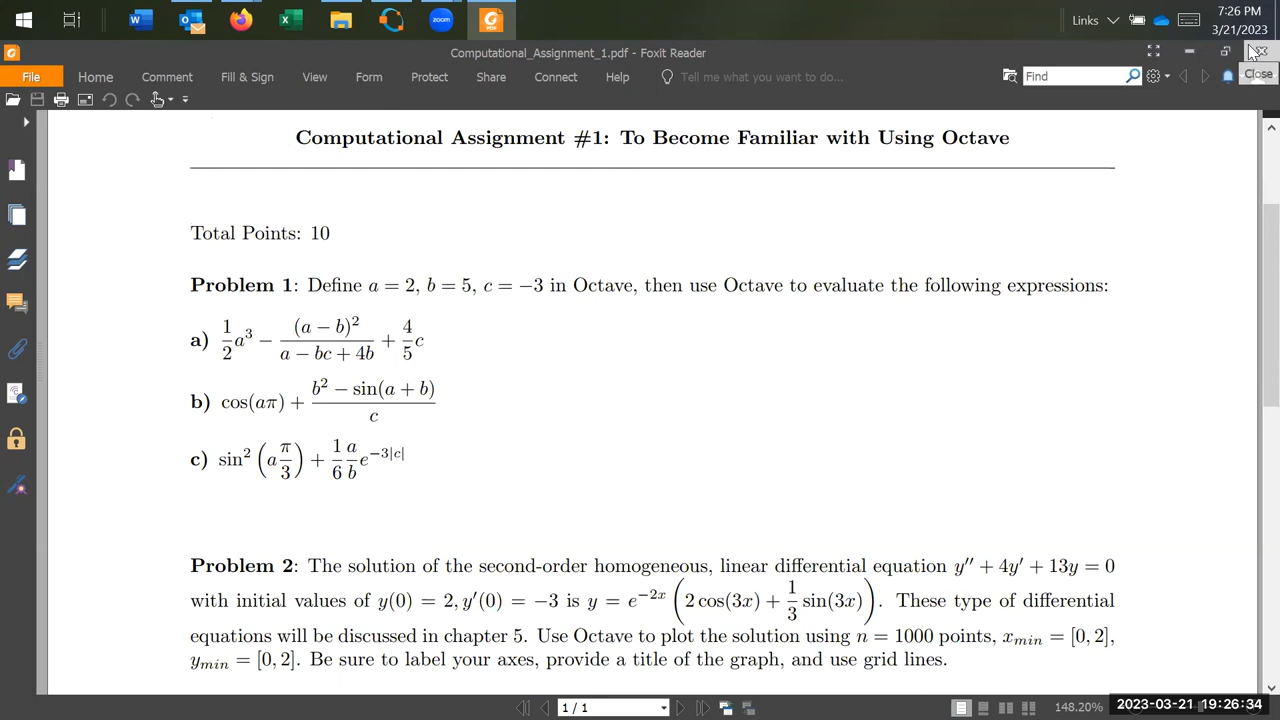 Links
7:26 PM
3/21/2023
Computational_Assignment_1.pdf - Foxit Reader
File Home Comment Fill & Sign View Form Protect Share Connect Help Tell me what you want to do... Find
Close
Computational Assignment #1: To Become Familiar with Using Octave
Total Points: 10
Problem 1: Define a = 2, b = 5, c = −3 in Octave, then use Octave to evaluate the following expressions:
a) 1/2 a³ − (a − b)²/(a − bc + 4b) + 4/5 c
b) cos(aπ) + (b² − sin(a + b))/c
c) sin² (a π/3) + 1/6 a/b e^(−3|c|)
Problem 2: The solution of the second-order homogeneous, linear differential equation y′′ + 4y′ + 13y = 0
with initial values of y(0) = 2, y′(0) = −3 is y = e^(−2x) (2 cos(3x) + 1/3 sin(3x)). These type of differential
equations will be discussed in chapter 5. Use Octave to plot the solution using n = 1000 points, x_min = [0, 2],
y_min = [0, 2]. Be sure to label your axes, provide a title of the graph, and use grid lines.
1 / 1
148.20%
2023-03-21 19:26:34